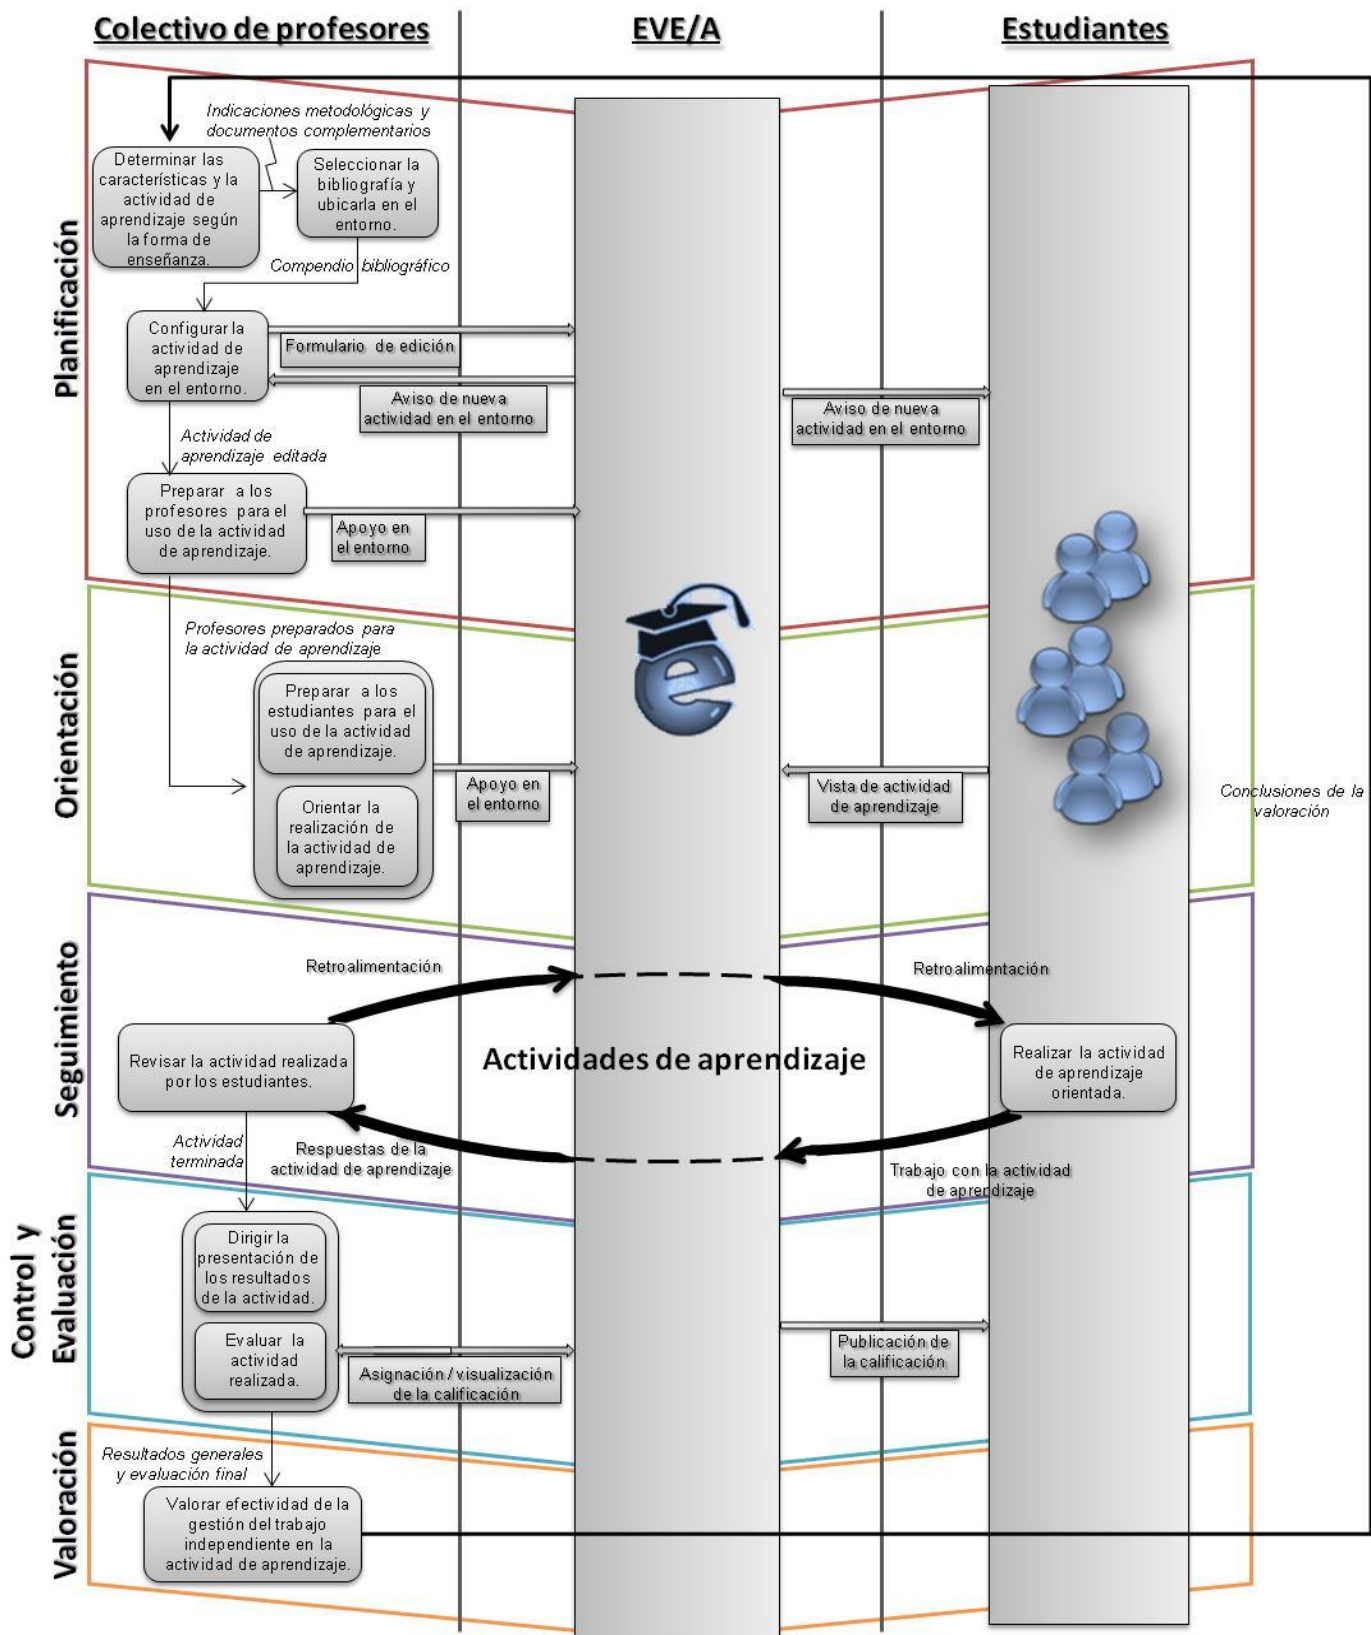 Colectivo de profesores
EVE/A
Estudiantes
Planificación
Indicaciones metodológicas y
documentos complementarios
Determinar las
características y la
actividad de
aprendizaje según
la forma de
enseñanza.
Seleccionar la
bibliografía y
ubicarla en el
entorno.
Compendio bibliográfico
Configurar la
actividad de
aprendizaje
en el entorno.
Formulario de edición
Aviso de nueva
actividad en el entorno
Aviso de nueva
actividad en el entorno
Actividad de
aprendizaje editada
Preparar a los
profesores para el
uso de la actividad
de aprendizaje.
Apoyo en
el entorno
Orientación
Profesores preparados para
la actividad de aprendizaje
Preparar a los
estudiantes para el
uso de la actividad
de aprendizaje.
Orientar la
realización de
la actividad de
aprendizaje.
Apoyo en
el entorno
e
Vista de actividad
de aprendizaje
Conclusiones de la
valoración
Seguimiento
Retroalimentación
Retroalimentación
Revisar la actividad realizada
por los estudiantes.
Actividades de aprendizaje
Realizar la actividad
de aprendizaje
orientada.
Actividad
terminada
Respuestas de la
actividad de aprendizaje
Trabajo con la actividad
de aprendizaje
Control y
Evaluación
Dirigir la
presentación de
los resultados
de la actividad.
Evaluar la
actividad
realizada.
Asignación / visualización
de la calificación
Publicación de
la calificación
Valoración
Resultados generales
y evaluación final
Valorar efectividad de la
gestión del trabajo
independiente en la
actividad de aprendizaje.